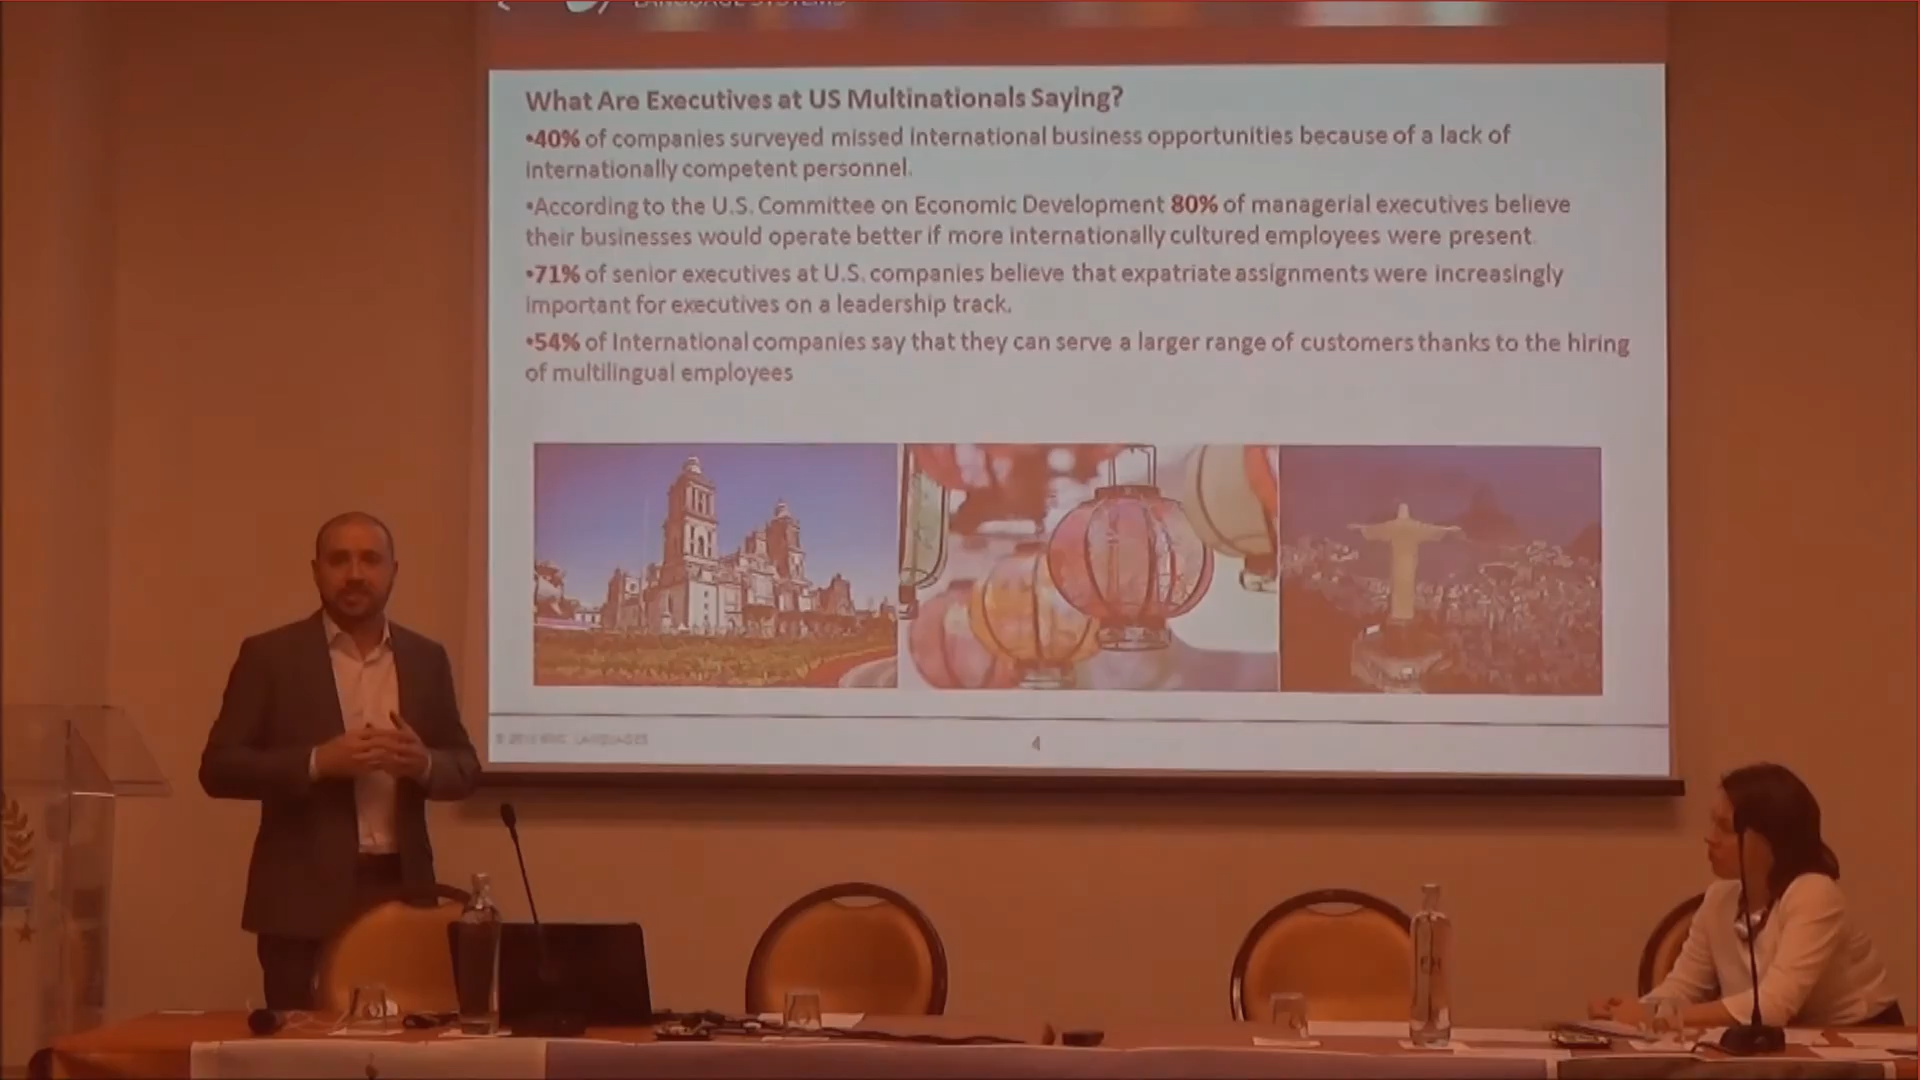 LANGUAGE SYSTEMS
What Are Executives at US Multinationals Saying?
•40% of companies surveyed missed international business opportunities because of a lack of
internationally competent personnel.
•According to the U.S. Committee on Economic Development 80% of managerial executives believe
their businesses would operate better if more internationally cultured employees were present
•71% of senior executives at U.S. companies believe that expatriate assignments were increasingly
important for executives on a leadership track.
•54% of International companies say that they can serve a larger range of customers thanks to the hiring
of multilingual employees
LANGUAGES
4